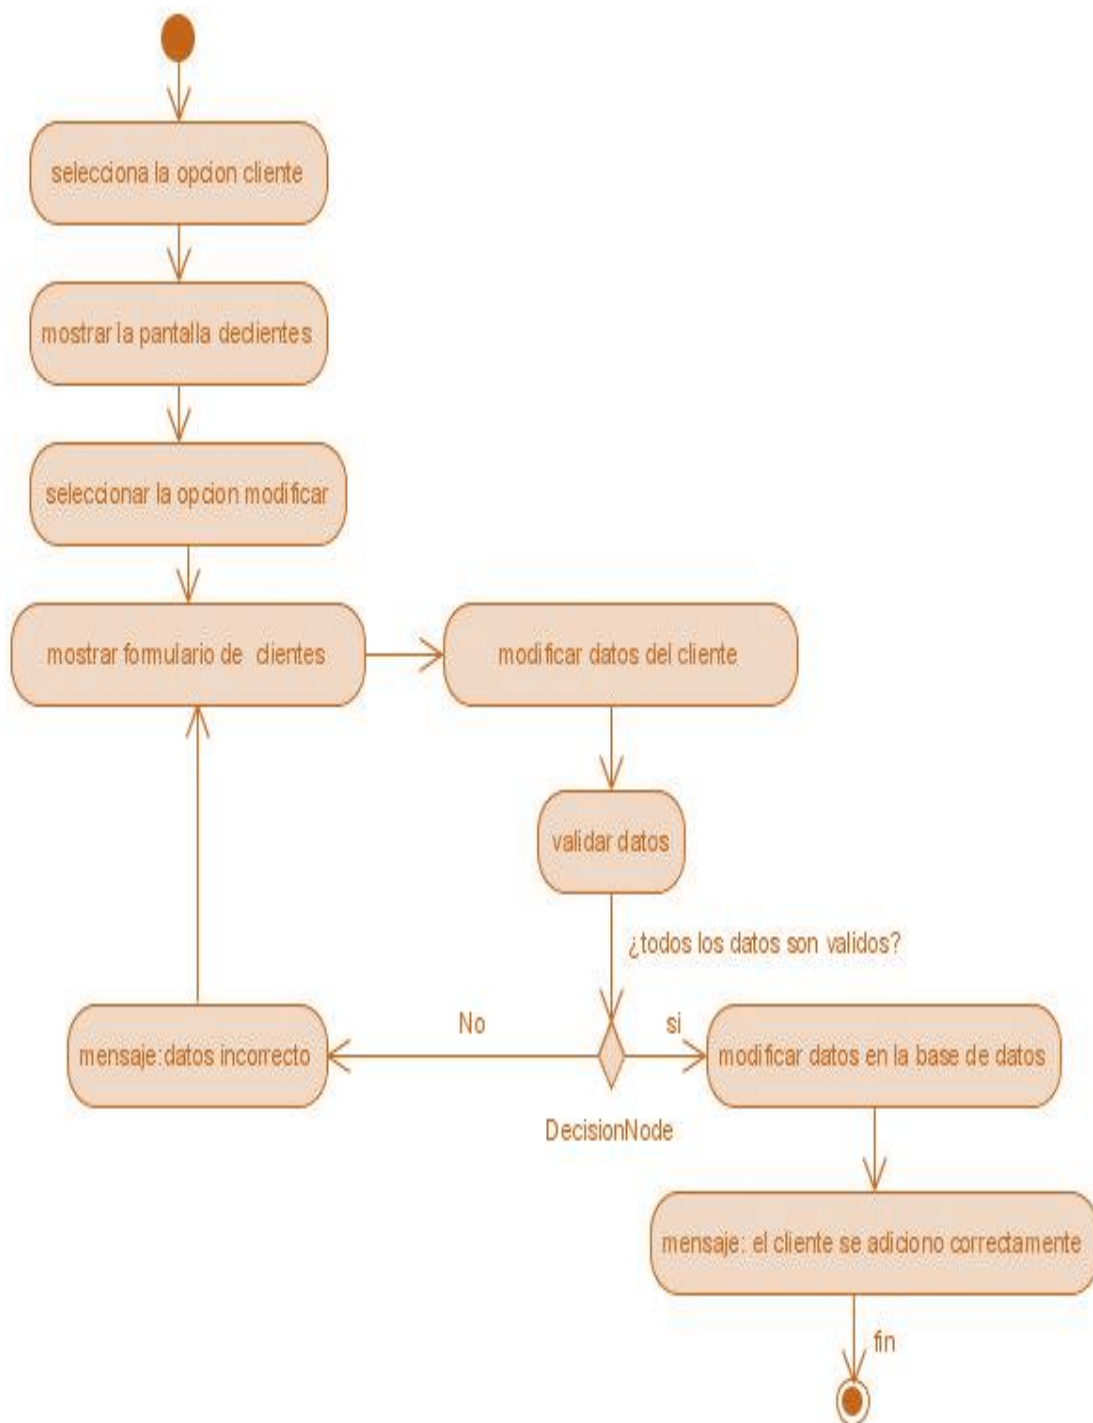 selecciona la opcion cliente
mostrar la pantalla declientes
seleccionar la opcion modificar
mostrar formulario de clientes
modificar datos del cliente
validar datos
¿todos los datos son validos?
No
si
mensaje:datos incorrecto
modificar datos en la base de datos
DecisionNode
mensaje: el cliente se adiciono correctamente
fin